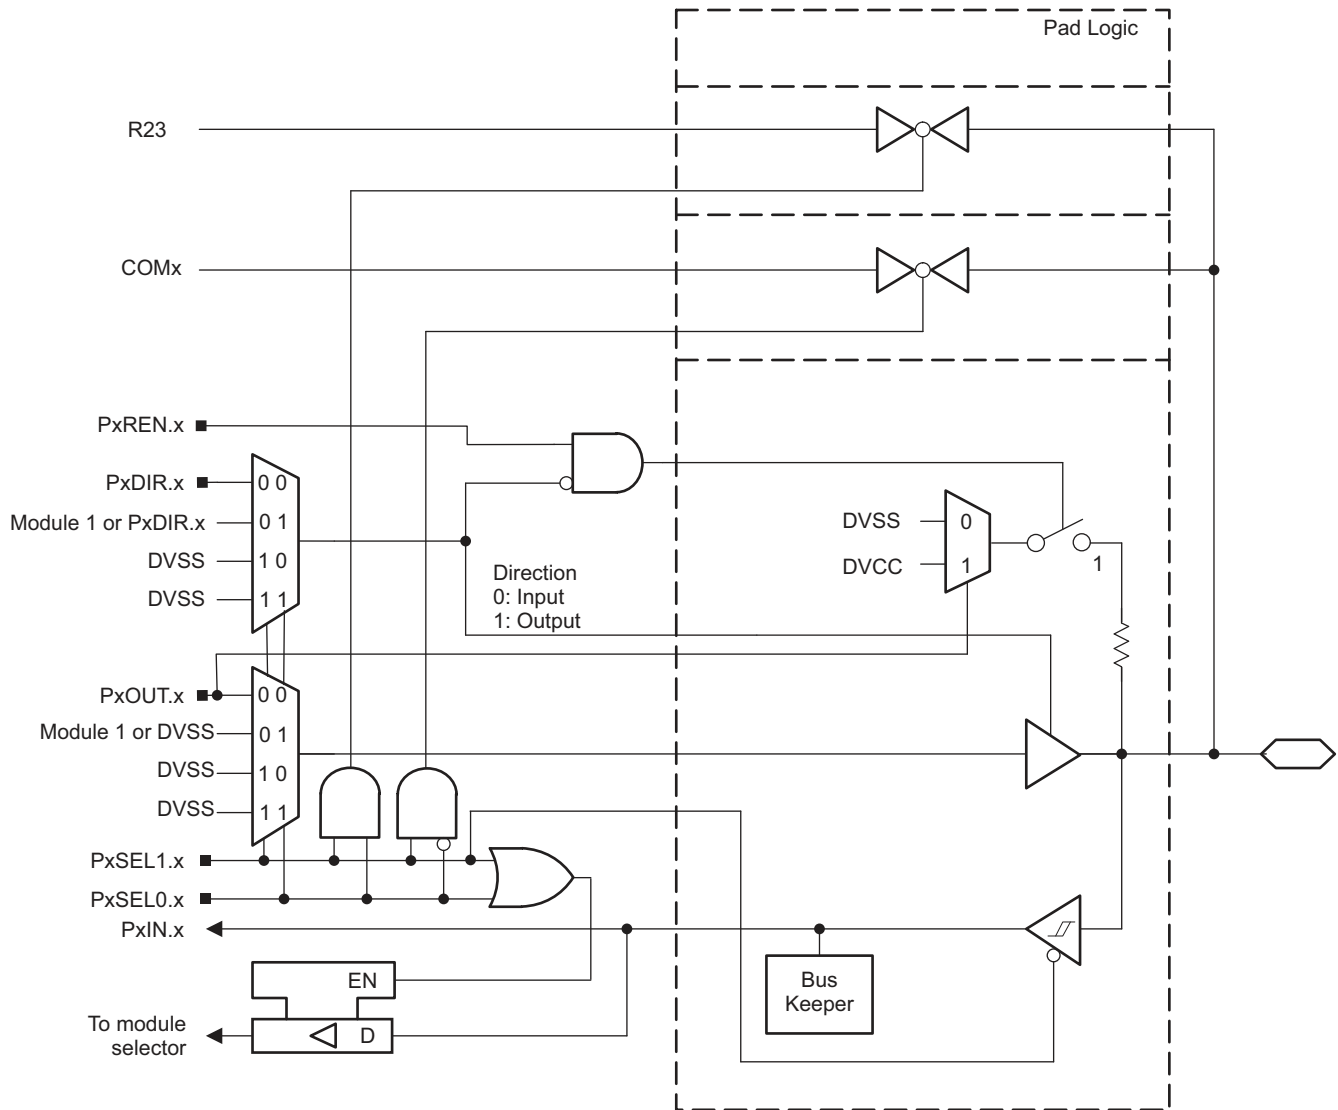 Pad Logic
R23
COMx
PxREN.x
PxDIR.x
0 0
Module 1 or PxDIR.x
0 1
DVSS
1 0
DVSS
1 1
Direction
0: Input
1: Output
DVSS
0
DVCC
1
1
PxOUT.x
0 0
Module 1 or DVSS
0 1
DVSS
1 0
DVSS
1 1
PxSEL1.x
PxSEL0.x
PxIN.x
EN
Bus
Keeper
To module
selector
D